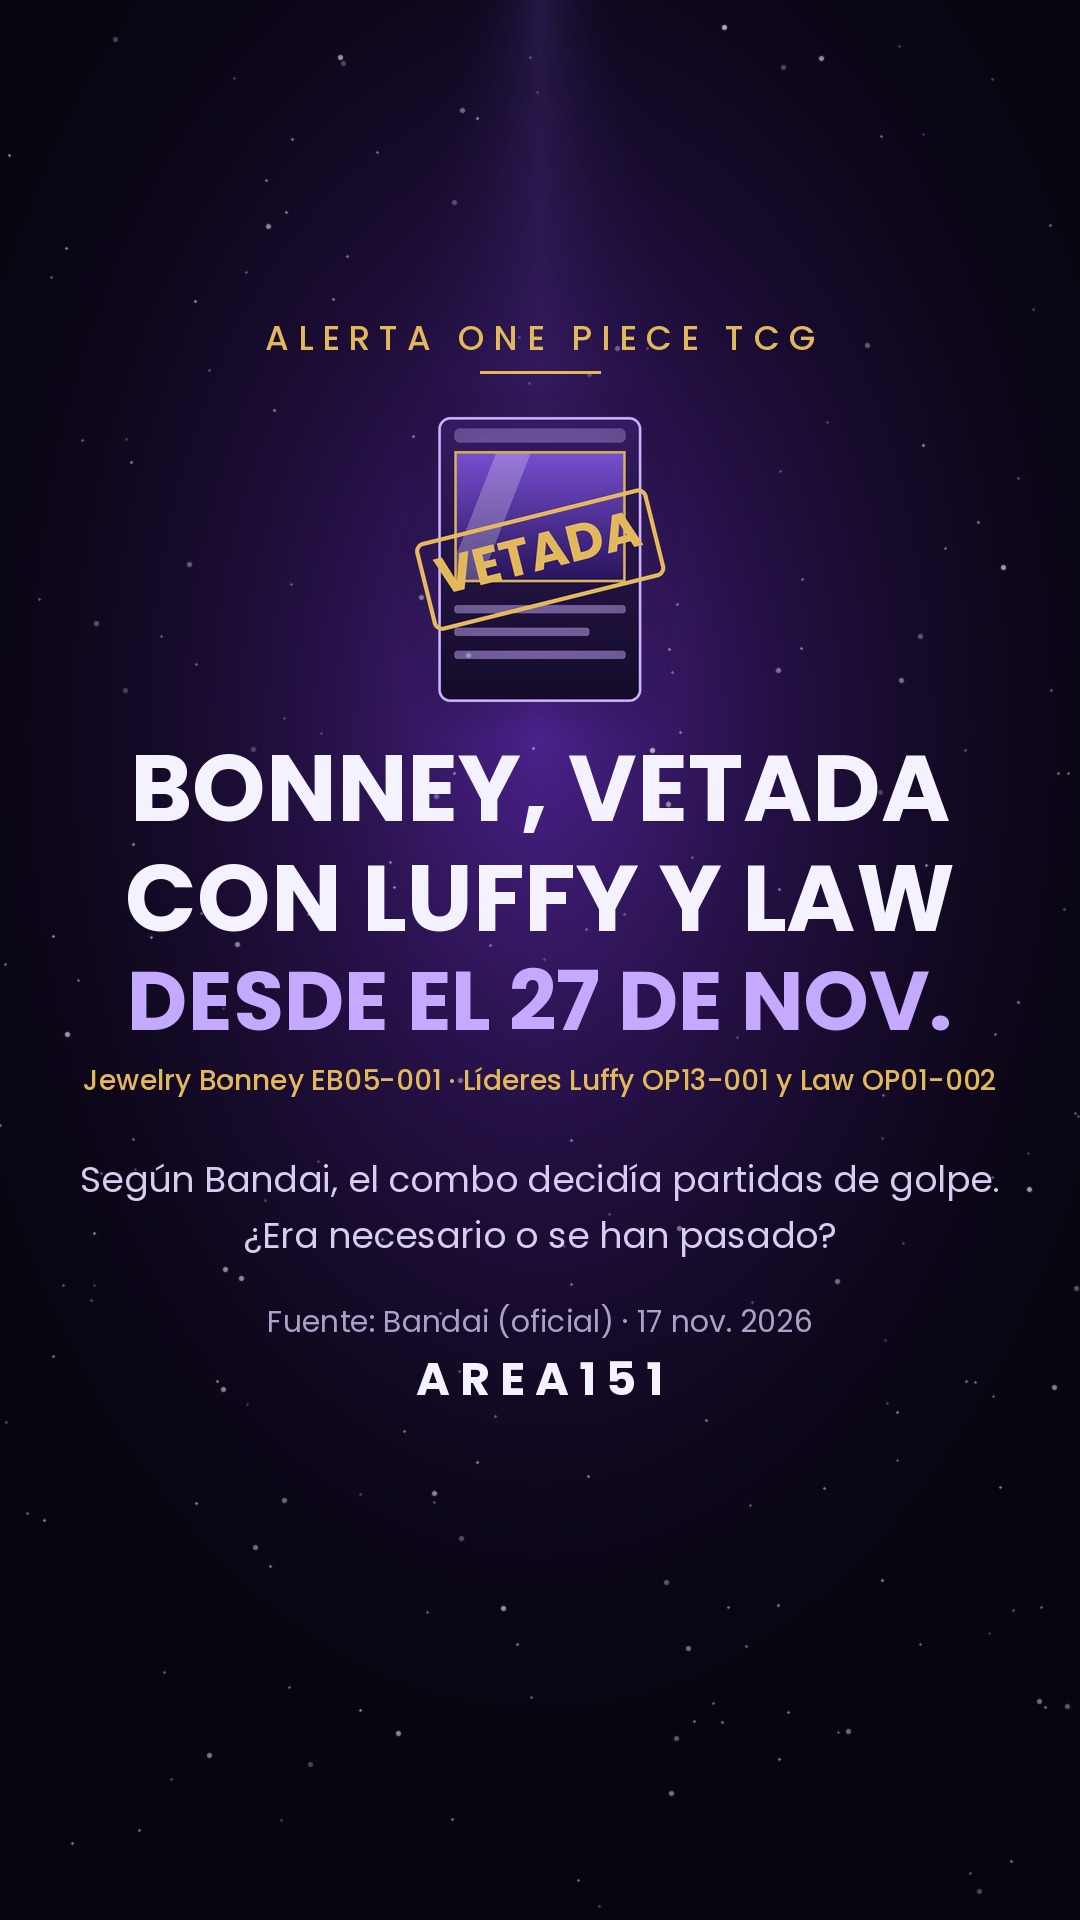 ALERTA ONE PIECE TCG
VETADA
BONNEY, VETADA
CON LUFFY Y LAW
DESDE EL 27 DE NOV.
Jewelry Bonney EB05-001 · Líderes Luffy OP13-001 y Law OP01-002
Según Bandai, el combo decidía partidas de golpe.
¿Era necesario o se han pasado?
Fuente: Bandai (oficial) · 17 nov. 2026
AREA151